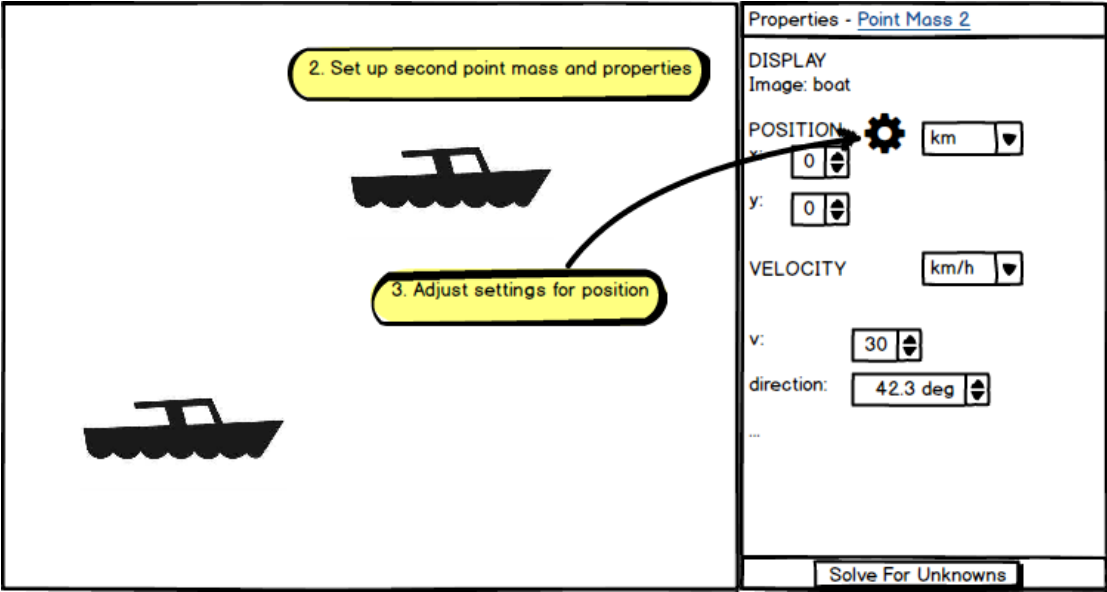 Properties - Point Mass 2
2. Set up second point mass and properties
DISPLAY
Image: boat
POSITION
km
x:
0
y:
0
3. Adjust settings for position
VELOCITY
km/h
v:
30
direction:
42.3 deg
...
Solve For Unknowns